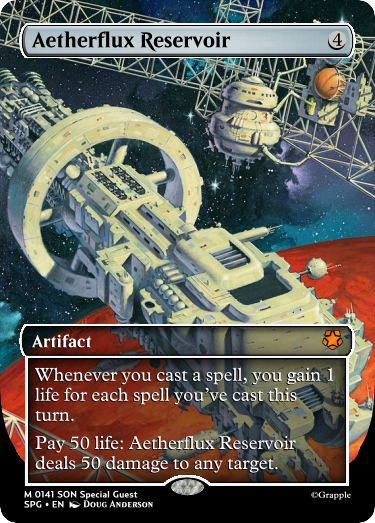 Aetherflux Reservoir 4
Artifact
Whenever you cast a spell, you gain 1
life for each spell you've cast this
turn.
Pay 50 life: Aetherflux Reservoir
deals 50 damage to any target.
M 0141 SON Special Guest
SPG • EN Doug Anderson
©Grapple